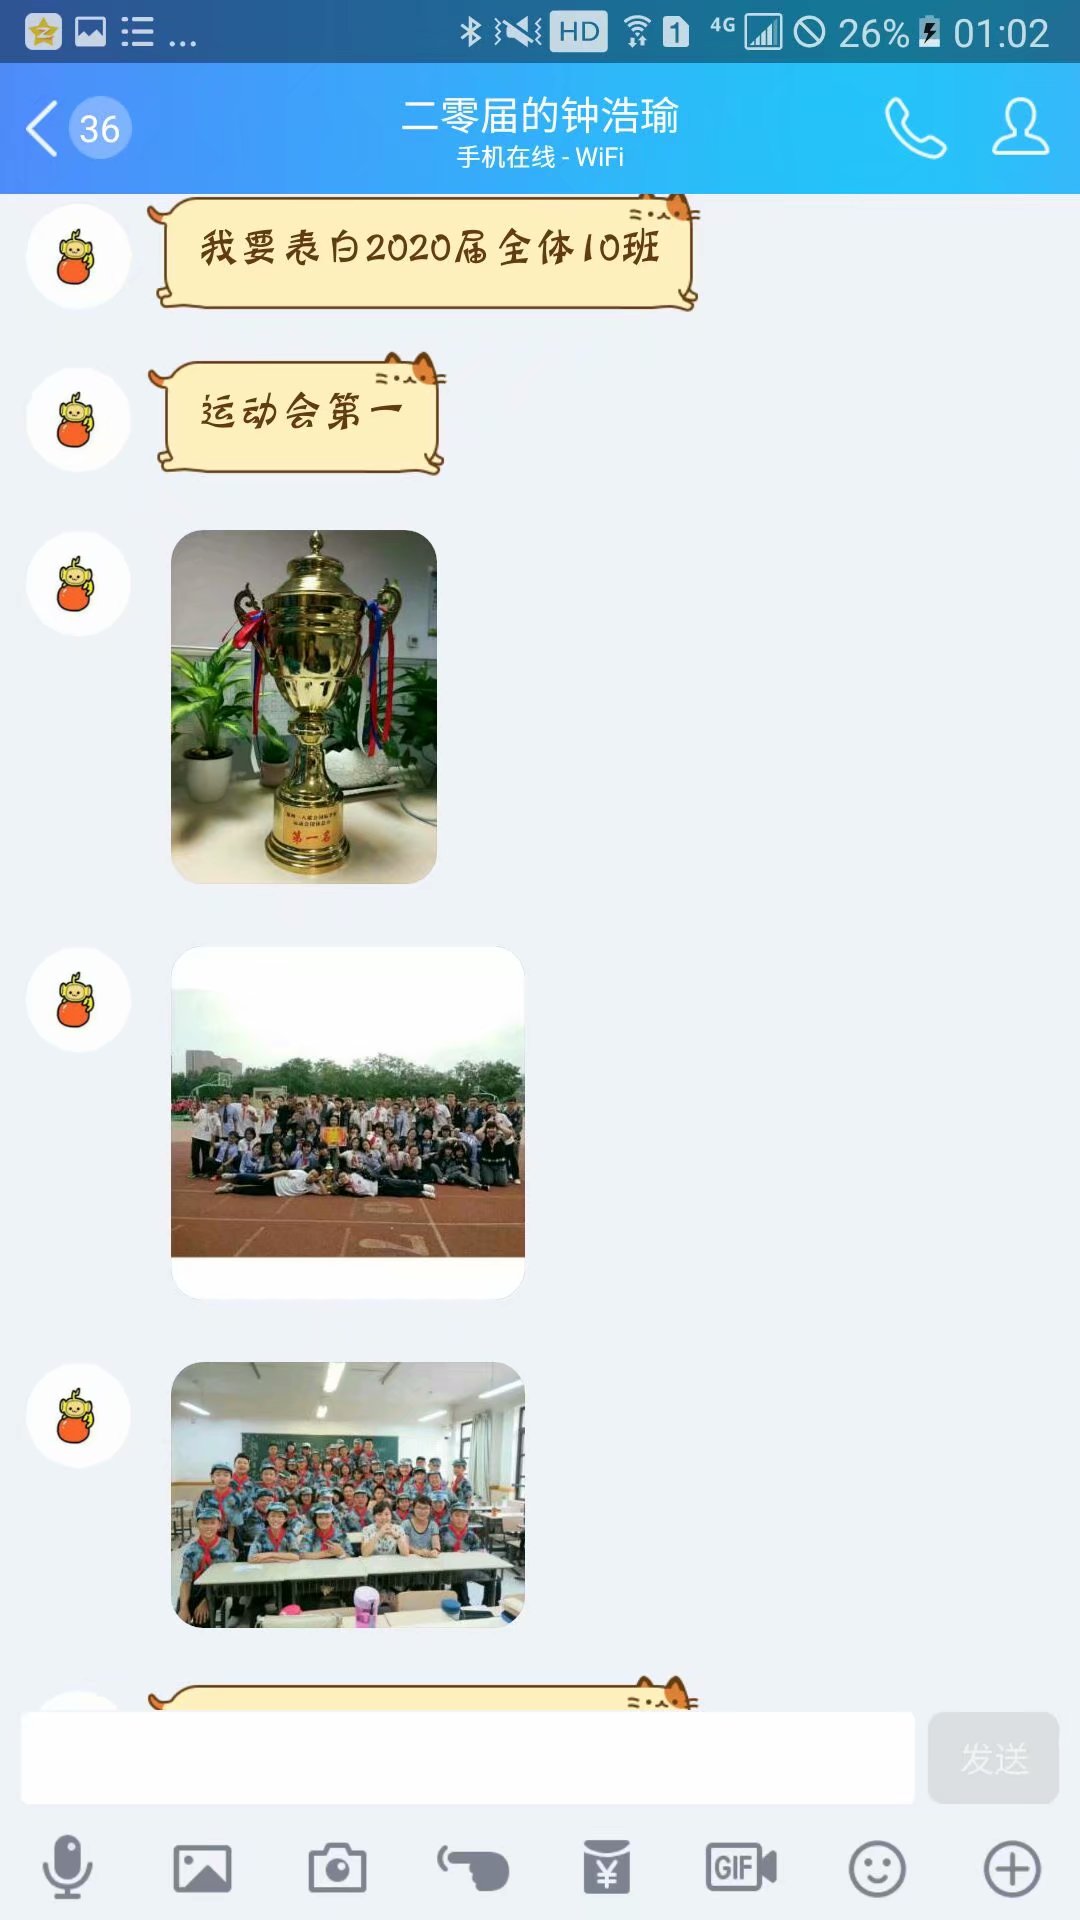 HD 1 4G 26% 01:02
36
二零届的钟浩瑜
手机在线 - WiFi
我要表白2020届全体10班
运动会第一
第一名
发送
¥
GIF